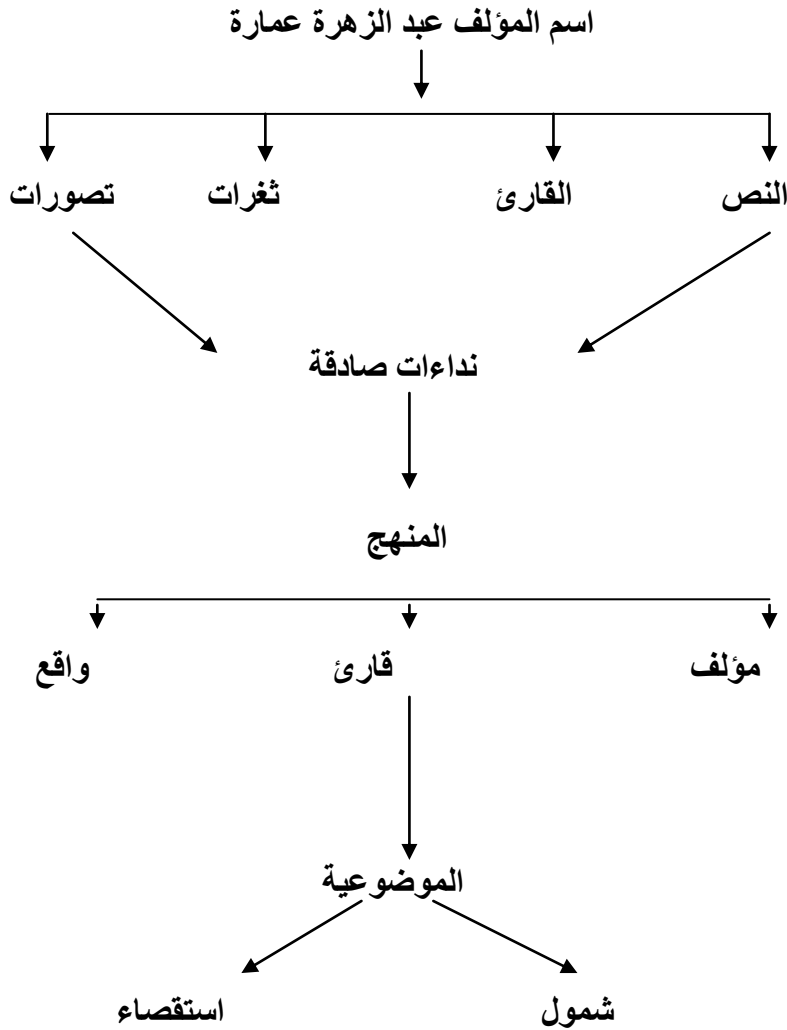 اسم المؤلف عبد الزهرة عمارة
النص القارئ ثغرات تصورات
نداءات صادقة
المنهج
مؤلف قارئ واقع
الموضوعية
شمول استقصاء